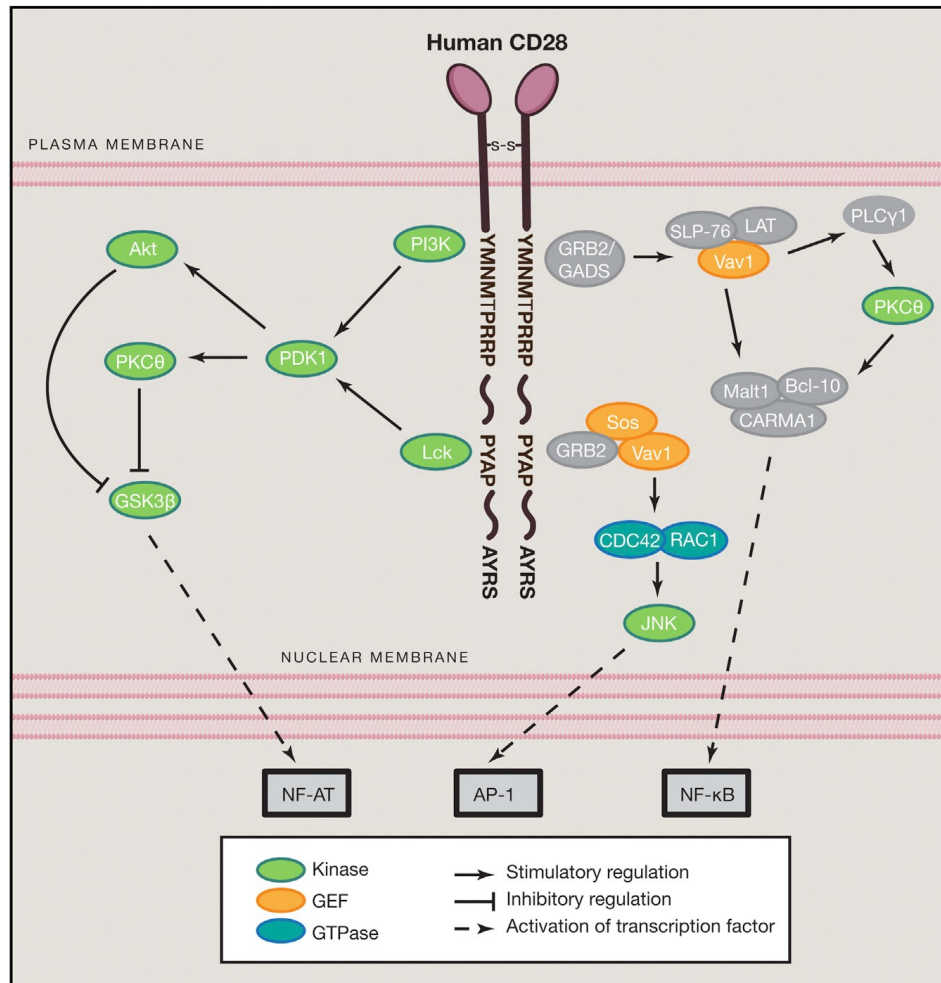 Human CD28
PLASMA MEMBRANE
s-s
Akt
PI3K
GRB2/
GADS
SLP-76
LAT
Vav1
PLCγ1
PKCθ
PDK1
PKCθ
YMNMTPRRP
YMNMTPRRP
Malt1
Bcl-10
CARMA1
Lck
PYAP
PYAP
Sos
GRB2
Vav1
GSK3β
CDC42
RAC1
AYRS
AYRS
JNK
NUCLEAR MEMBRANE
NF-AT
AP-1
NF-κB
Kinase
GEF
GTPase
Stimulatory regulation
Inhibitory regulation
Activation of transcription factor